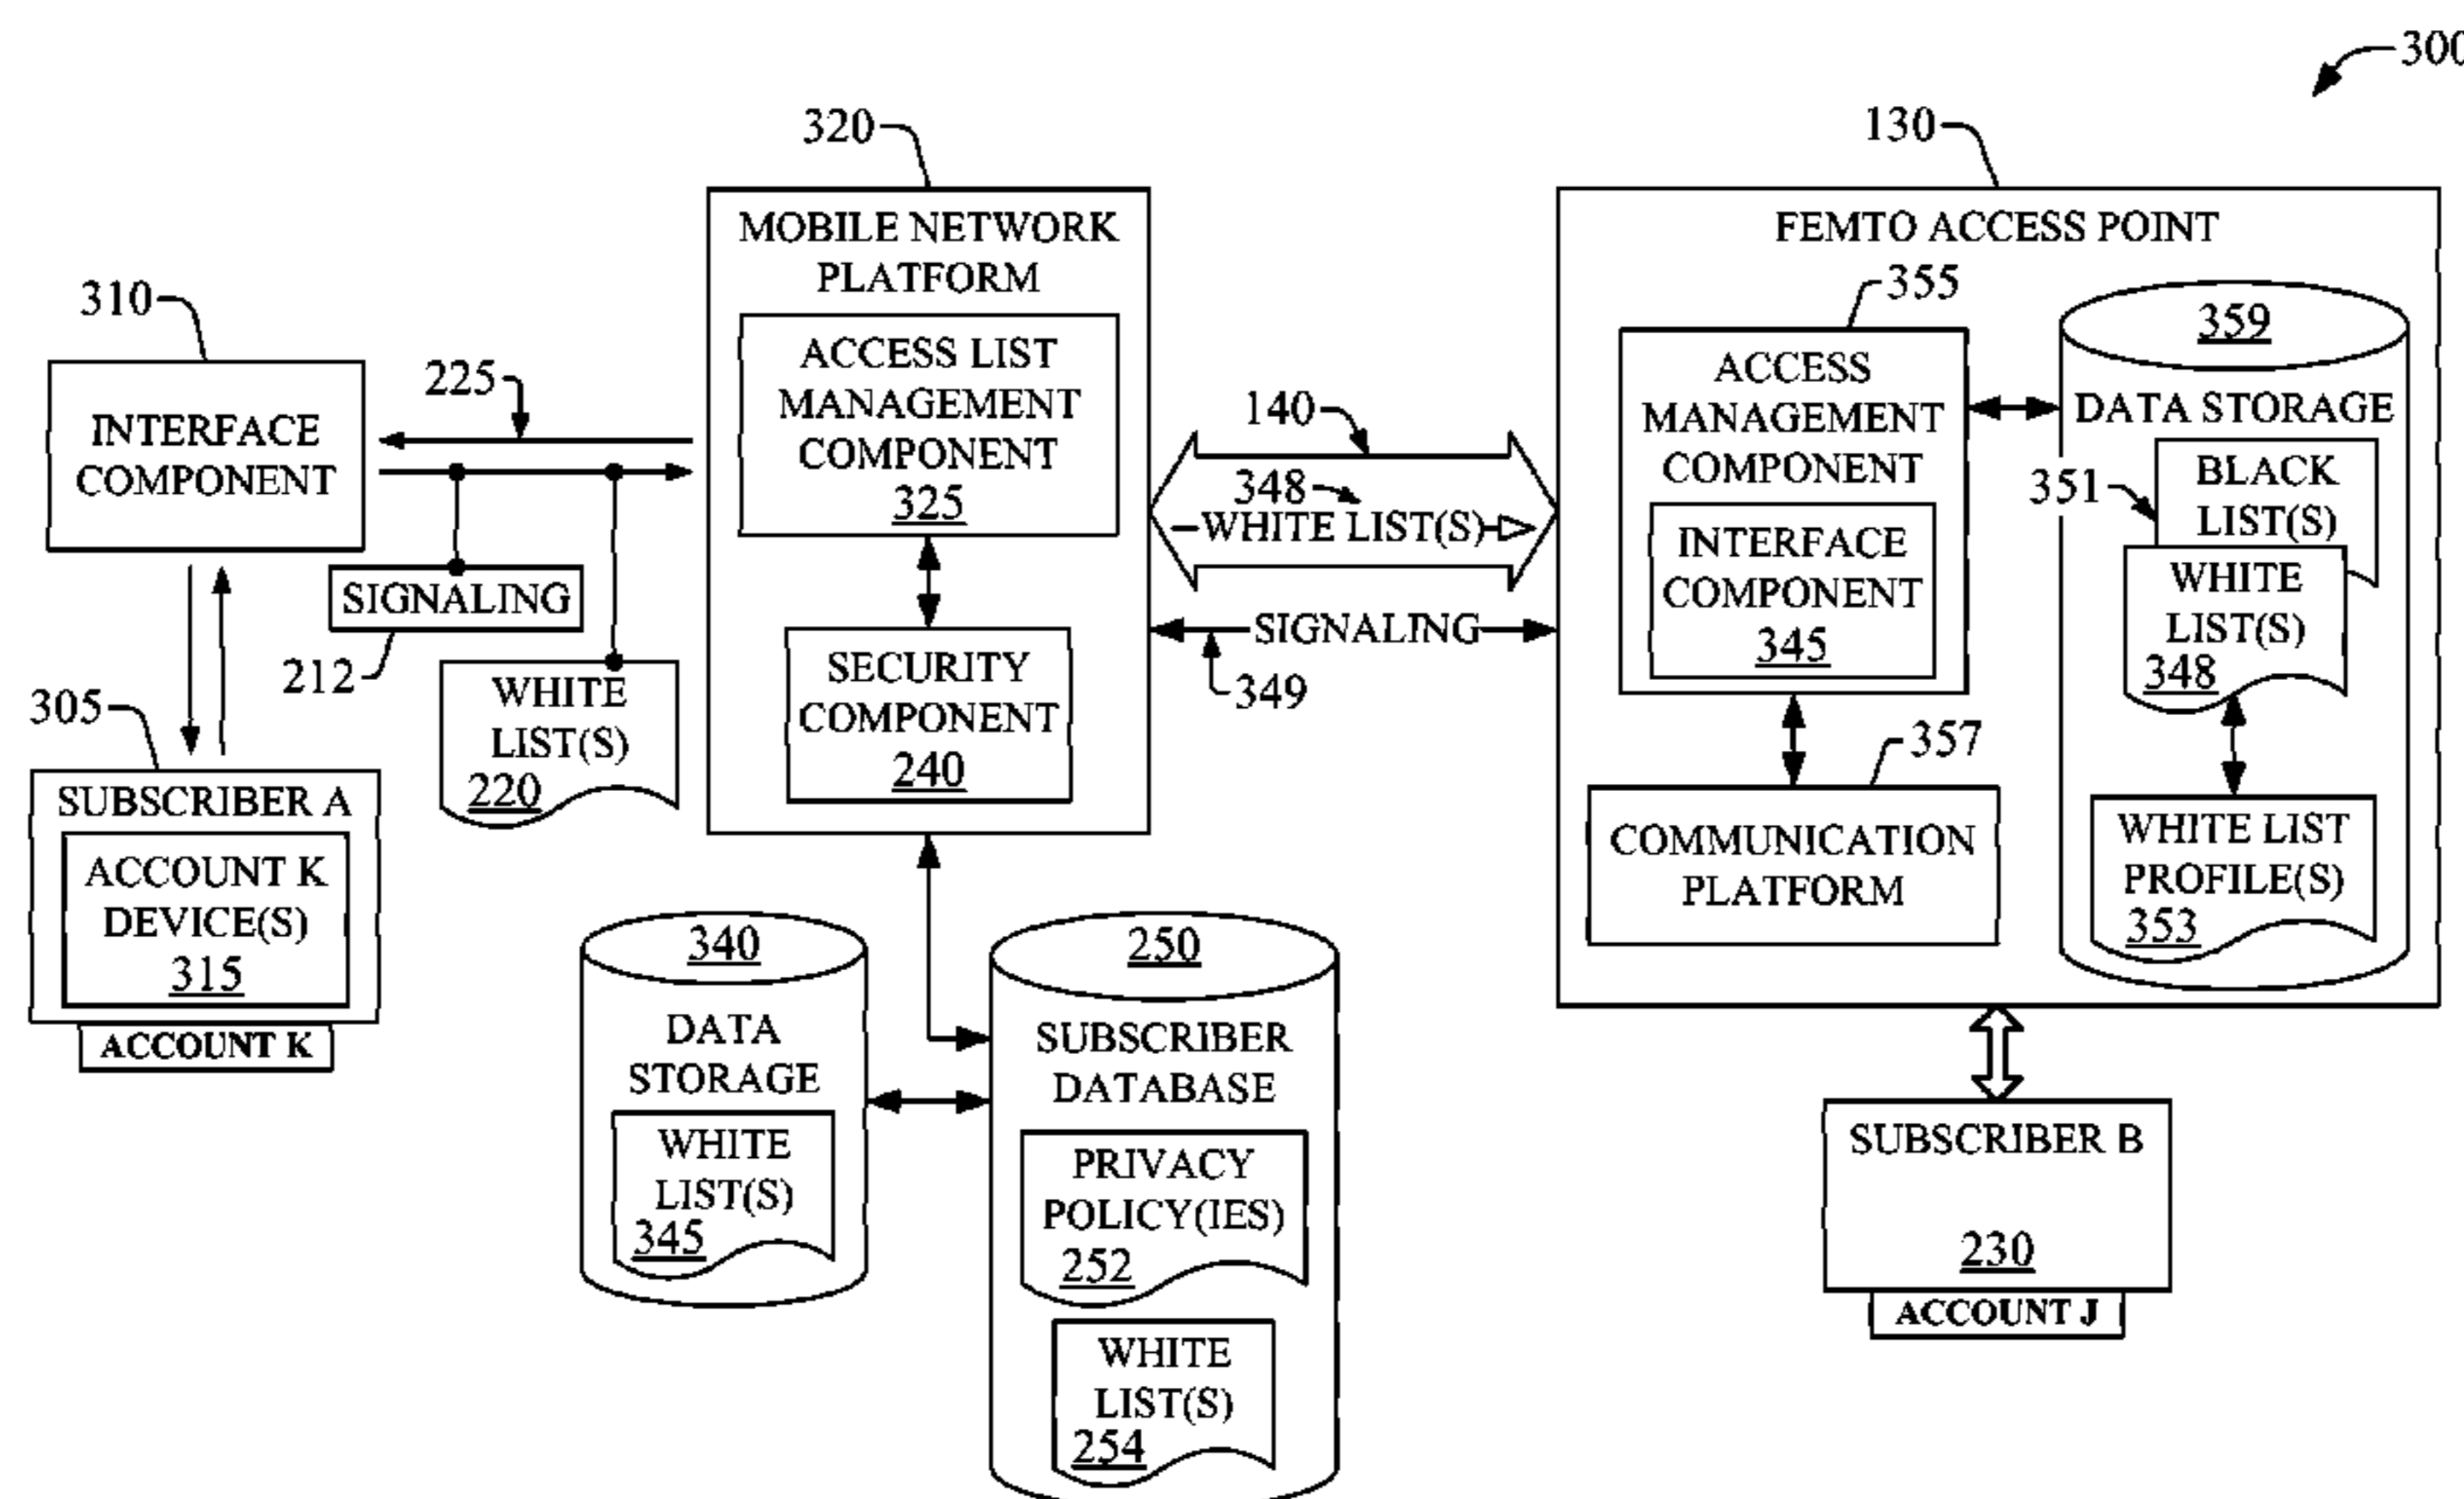 300
320
130
MOBILE NETWORK
PLATFORM
ACCESS LIST
MANAGEMENT
COMPONENT
325
SECURITY
COMPONENT
240
310
INTERFACE
COMPONENT
225
SIGNALING
212
WHITE
LIST(S)
220
305
SUBSCRIBER A
ACCOUNT K
DEVICE(S)
315
ACCOUNT K
140
348
WHITE LIST(S)
SIGNALING
349
FEMTO ACCESS POINT
355
ACCESS
MANAGEMENT
COMPONENT
INTERFACE
COMPONENT
345
357
COMMUNICATION
PLATFORM
359
DATA STORAGE
351
BLACK
LIST(S)
WHITE
LIST(S)
348
WHITE LIST
PROFILE(S)
353
340
DATA
STORAGE
WHITE
LIST(S)
345
250
SUBSCRIBER
DATABASE
PRIVACY
POLICY(IES)
252
WHITE
LIST(S)
254
SUBSCRIBER B
230
ACCOUNT J